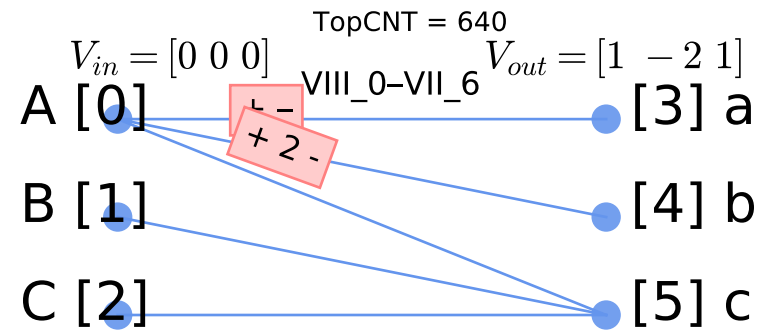 TopCNT = 640
V_in = [0 0 0]
V_out = [1 −2 1]
VIII_0–VII_6
A [0]
[3] a
+ 2 -
B [1]
[4] b
C [2]
[5] c